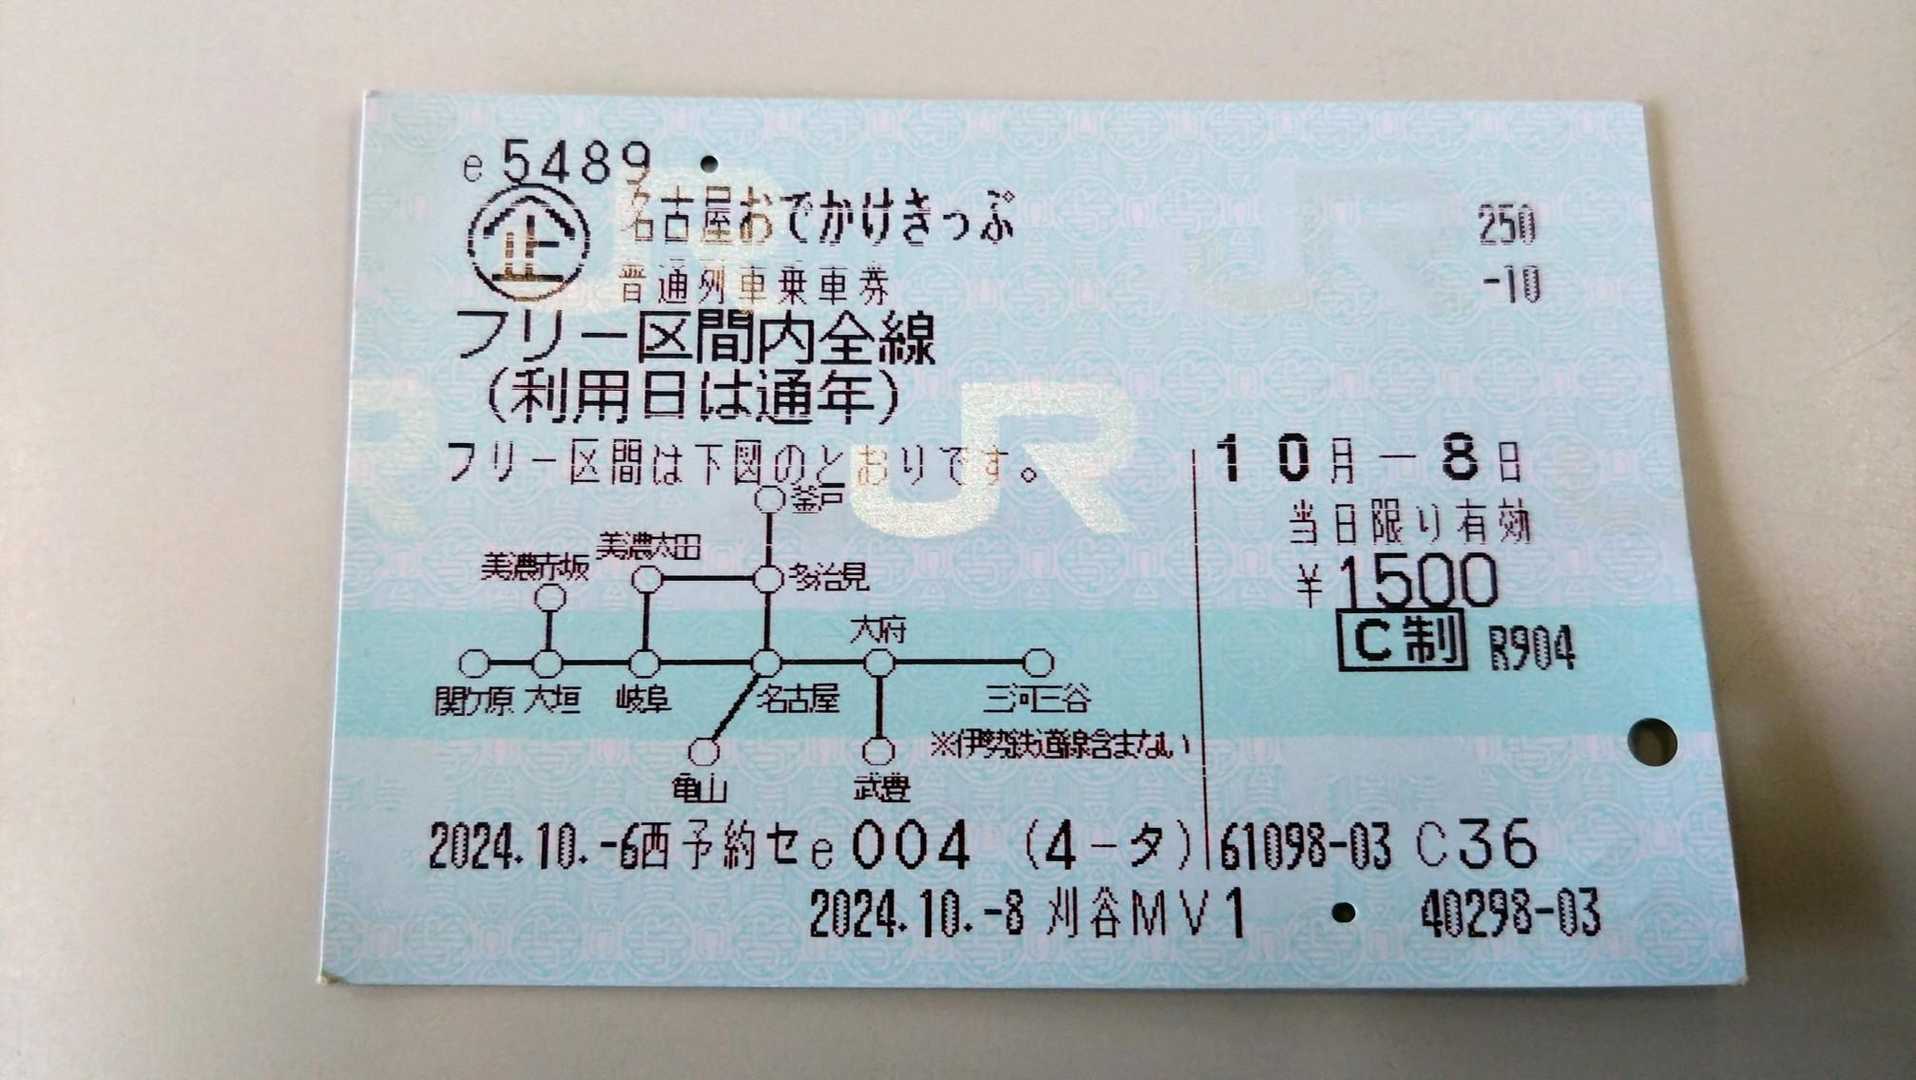 e5489
企 名古屋おでかけきっぷ
250
普通列車乗車券
-10
フリー区間内全線
(利用日は通年)
フリー区間は下図のとおりです。
10月-8日
当日限り有効
¥1500
C制 R904
釜戸
美濃太田
美濃赤坂
多治見
大府
関ケ原 大垣 岐阜 名古屋 三河三谷
※伊勢鉄道線含まない
亀山 武豊
2024.10.-6西予約セe004 (4-タ) 61098-03 C36
2024.10.-8 刈谷MV1 40298-03
JR
JR
JR